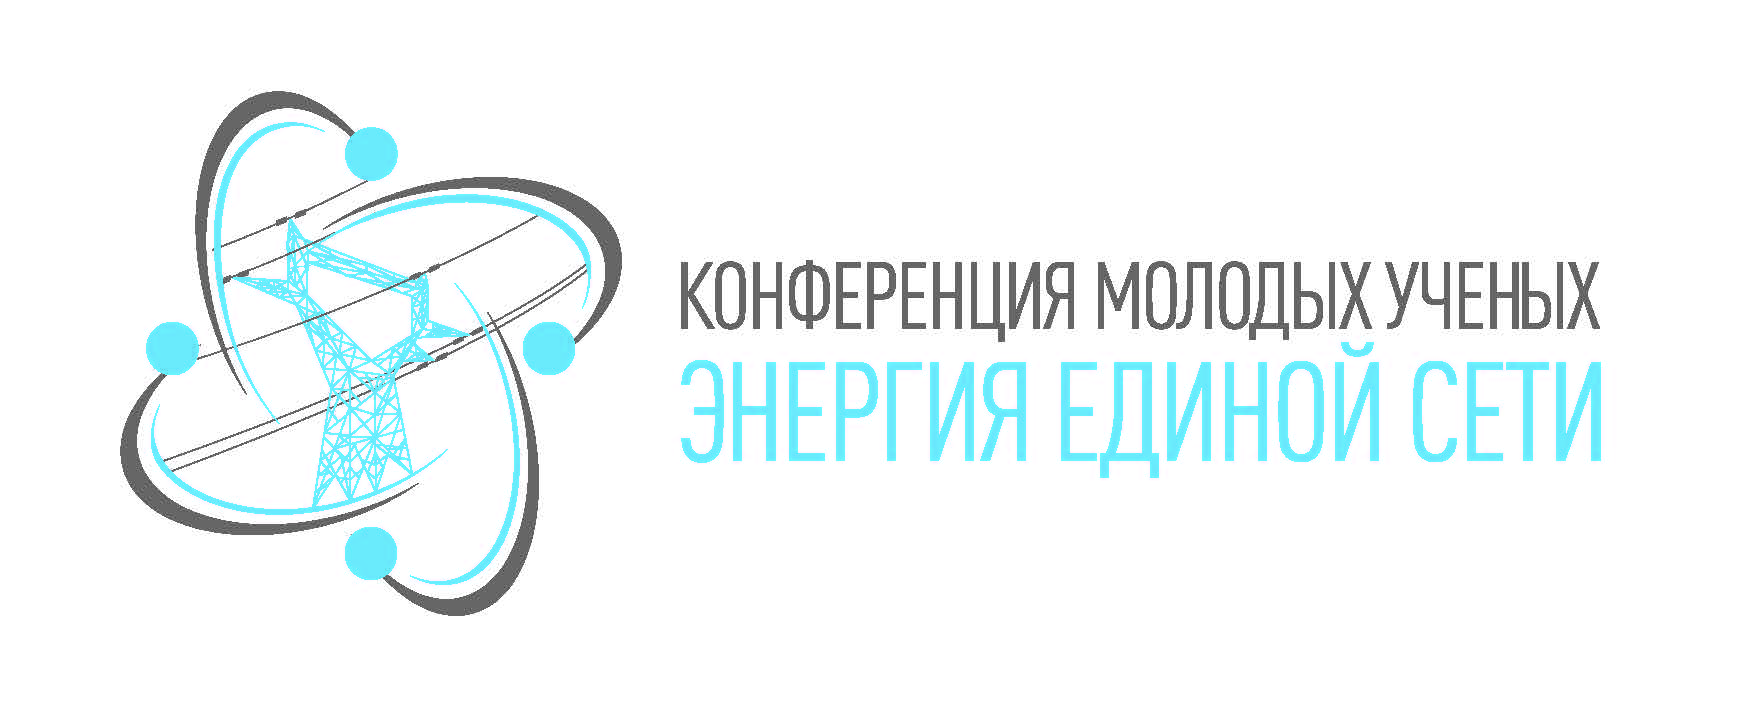 КОНФЕРЕНЦИЯ МОЛОДЫХ УЧЕНЫХ
ЭНЕРГИЯ ЕДИНОЙ СЕТИ